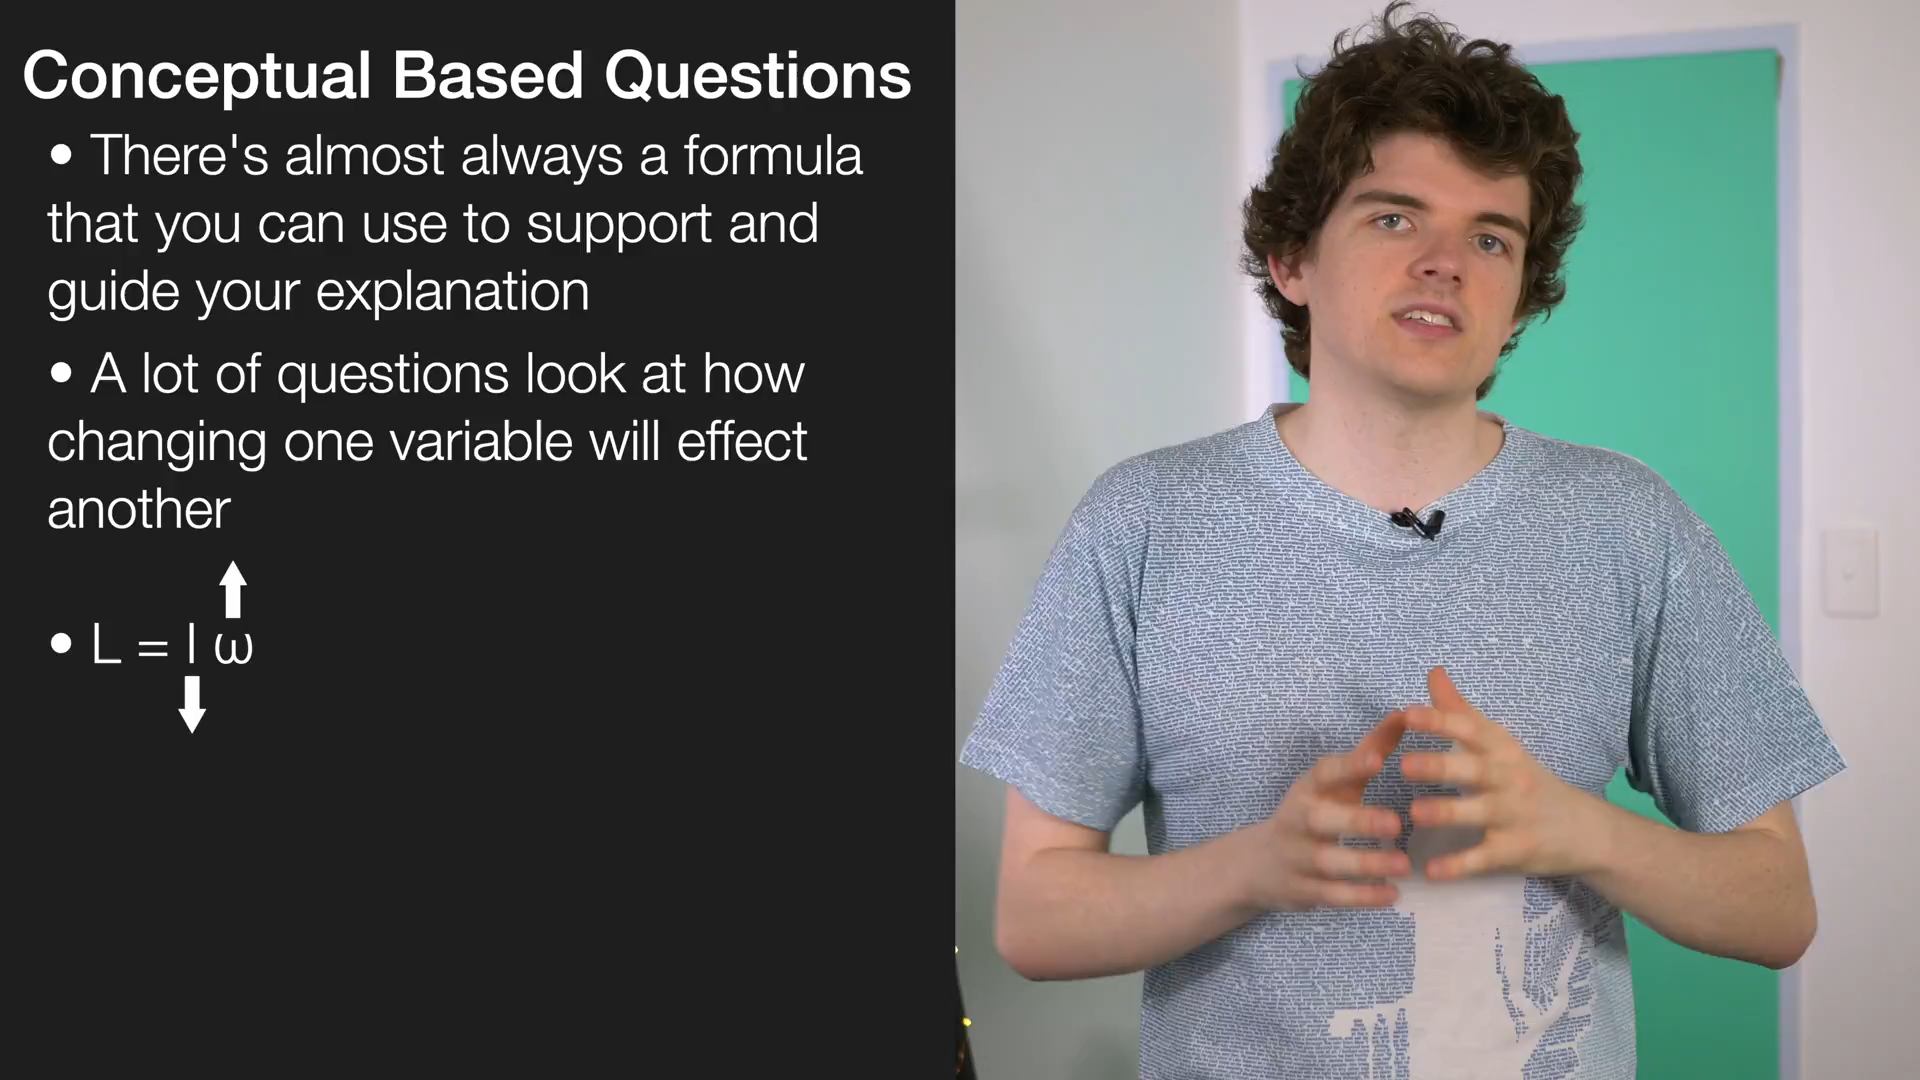 Conceptual Based Questions
• There's almost always a formula
that you can use to support and
guide your explanation
• A lot of questions look at how
changing one variable will effect
another
• L = I ω